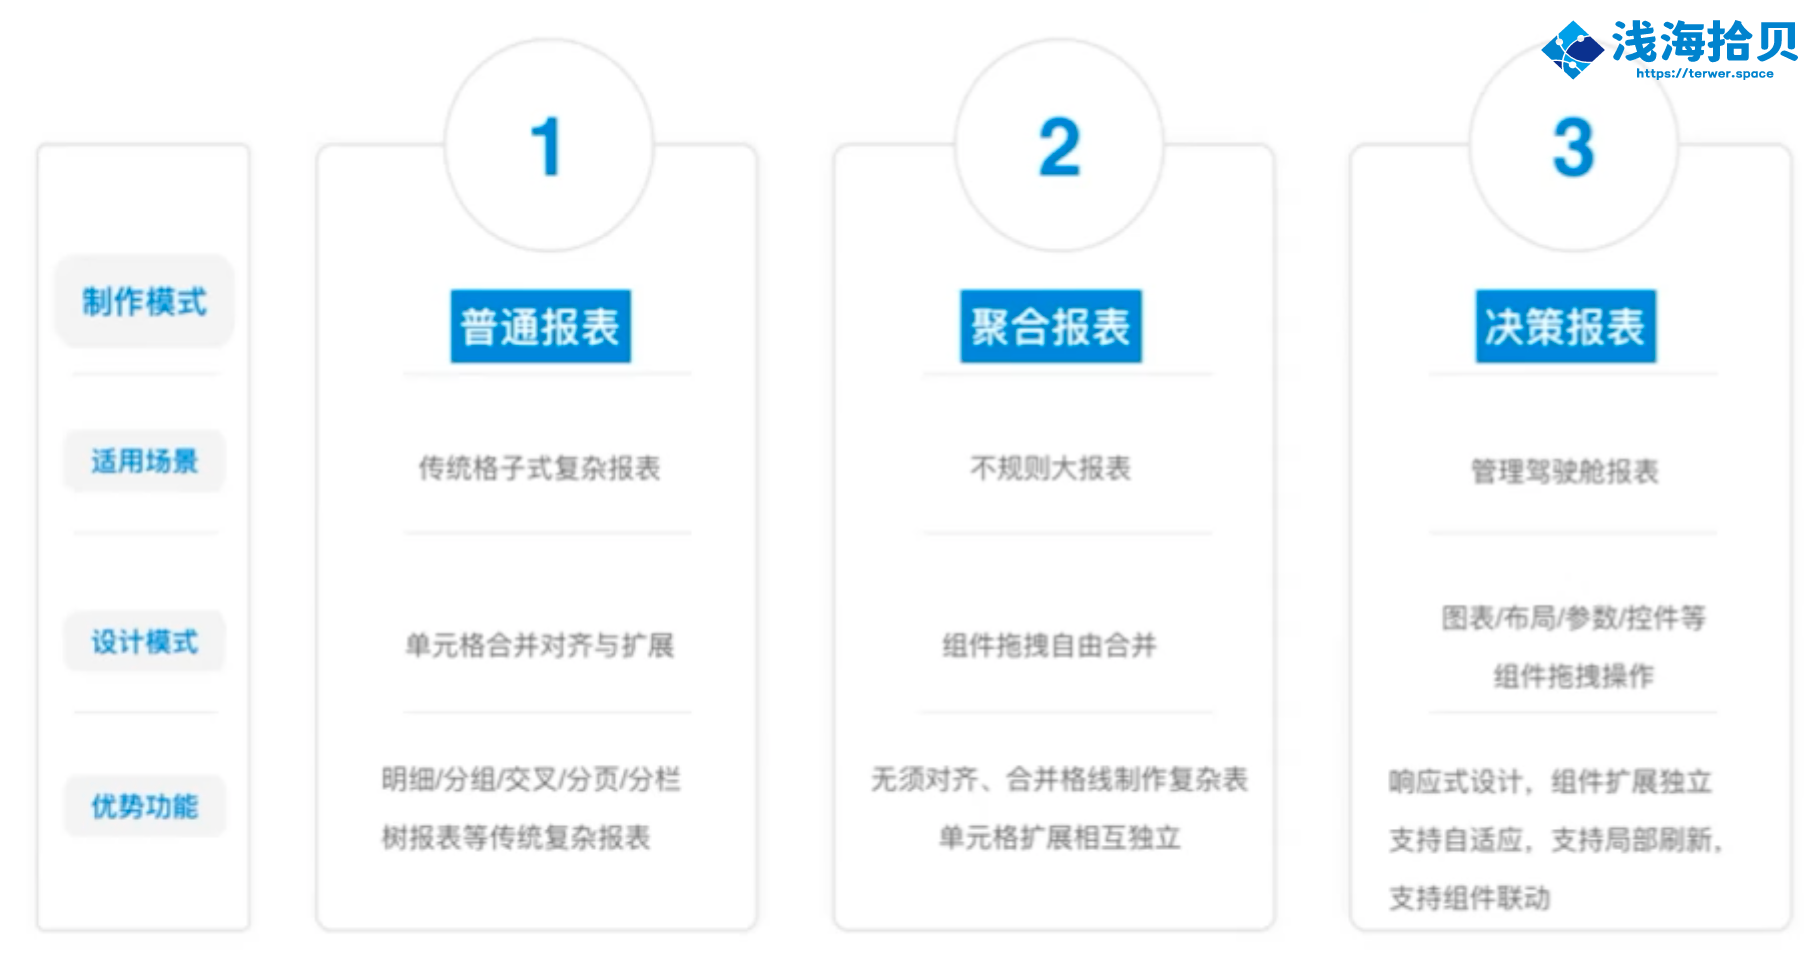 浅海拾贝
https://terwer.space
1
2
3
制作模式
普通报表
聚合报表
决策报表
适用场景
传统格子式复杂报表
不规则大报表
管理驾驶舱报表
设计模式
单元格合并对齐与扩展
组件拖拽自由合并
图表/布局/参数/控件等
组件拖拽操作
优势功能
明细/分组/交叉/分页/分栏
树报表等传统复杂报表
无须对齐、合并格线制作复杂表
单元格扩展相互独立
响应式设计，组件扩展独立
支持自适应，支持局部刷新，
支持组件联动